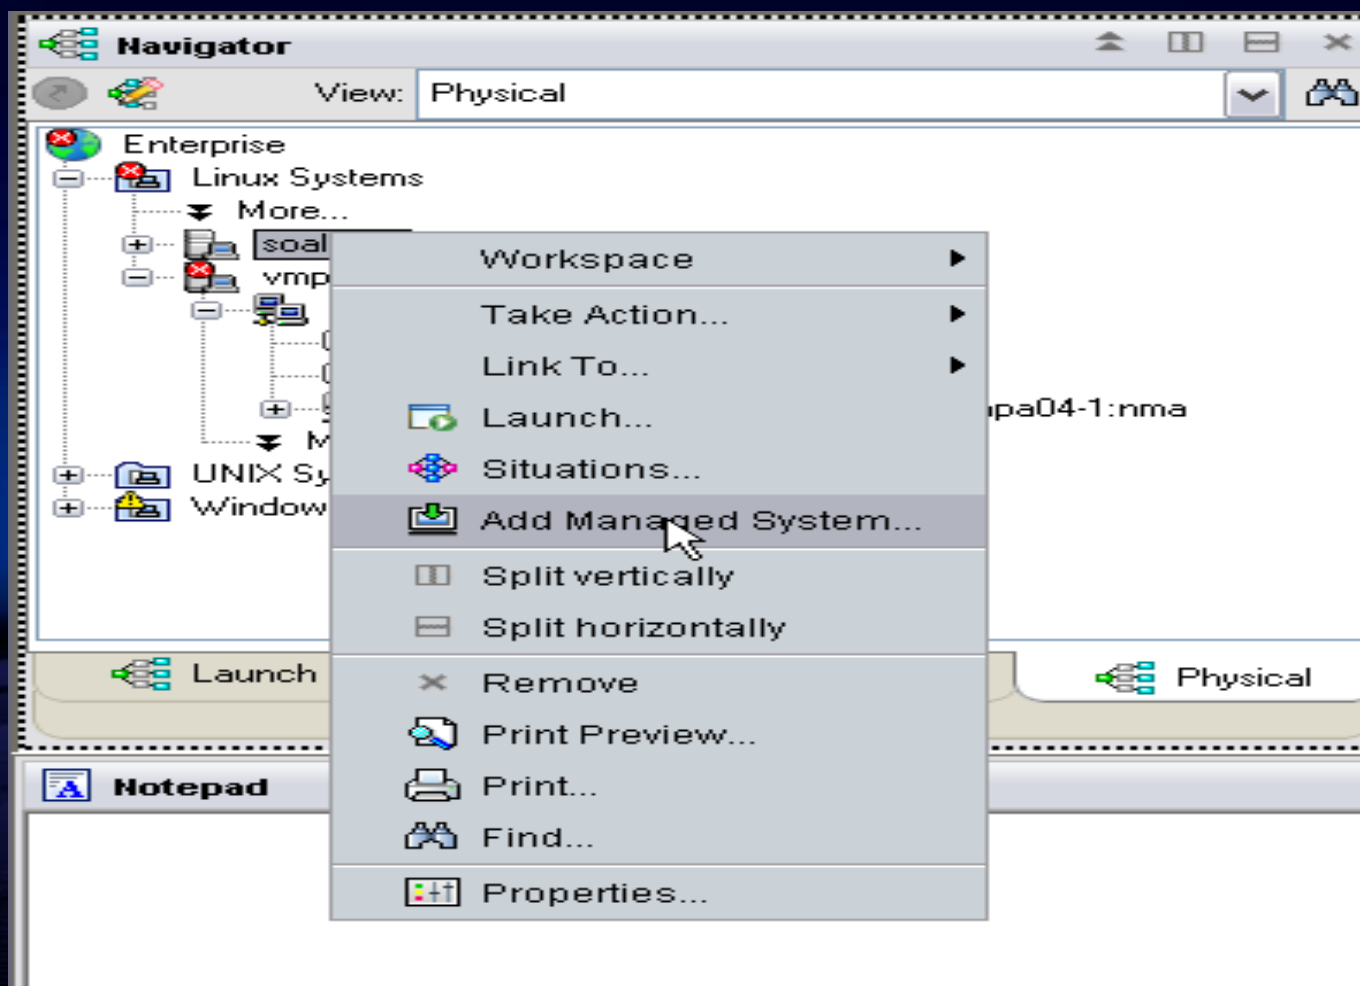 Navigator
View: Physical
Enterprise
Linux Systems
More...
soal
vmp
pa04-1:nma
UNIX Sy
Window
Workspace
Take Action...
Link To...
Launch...
Situations...
Add Managed System...
Split vertically
Split horizontally
Remove
Print Preview...
Print...
Find...
Properties...
Launch
Physical
Notepad